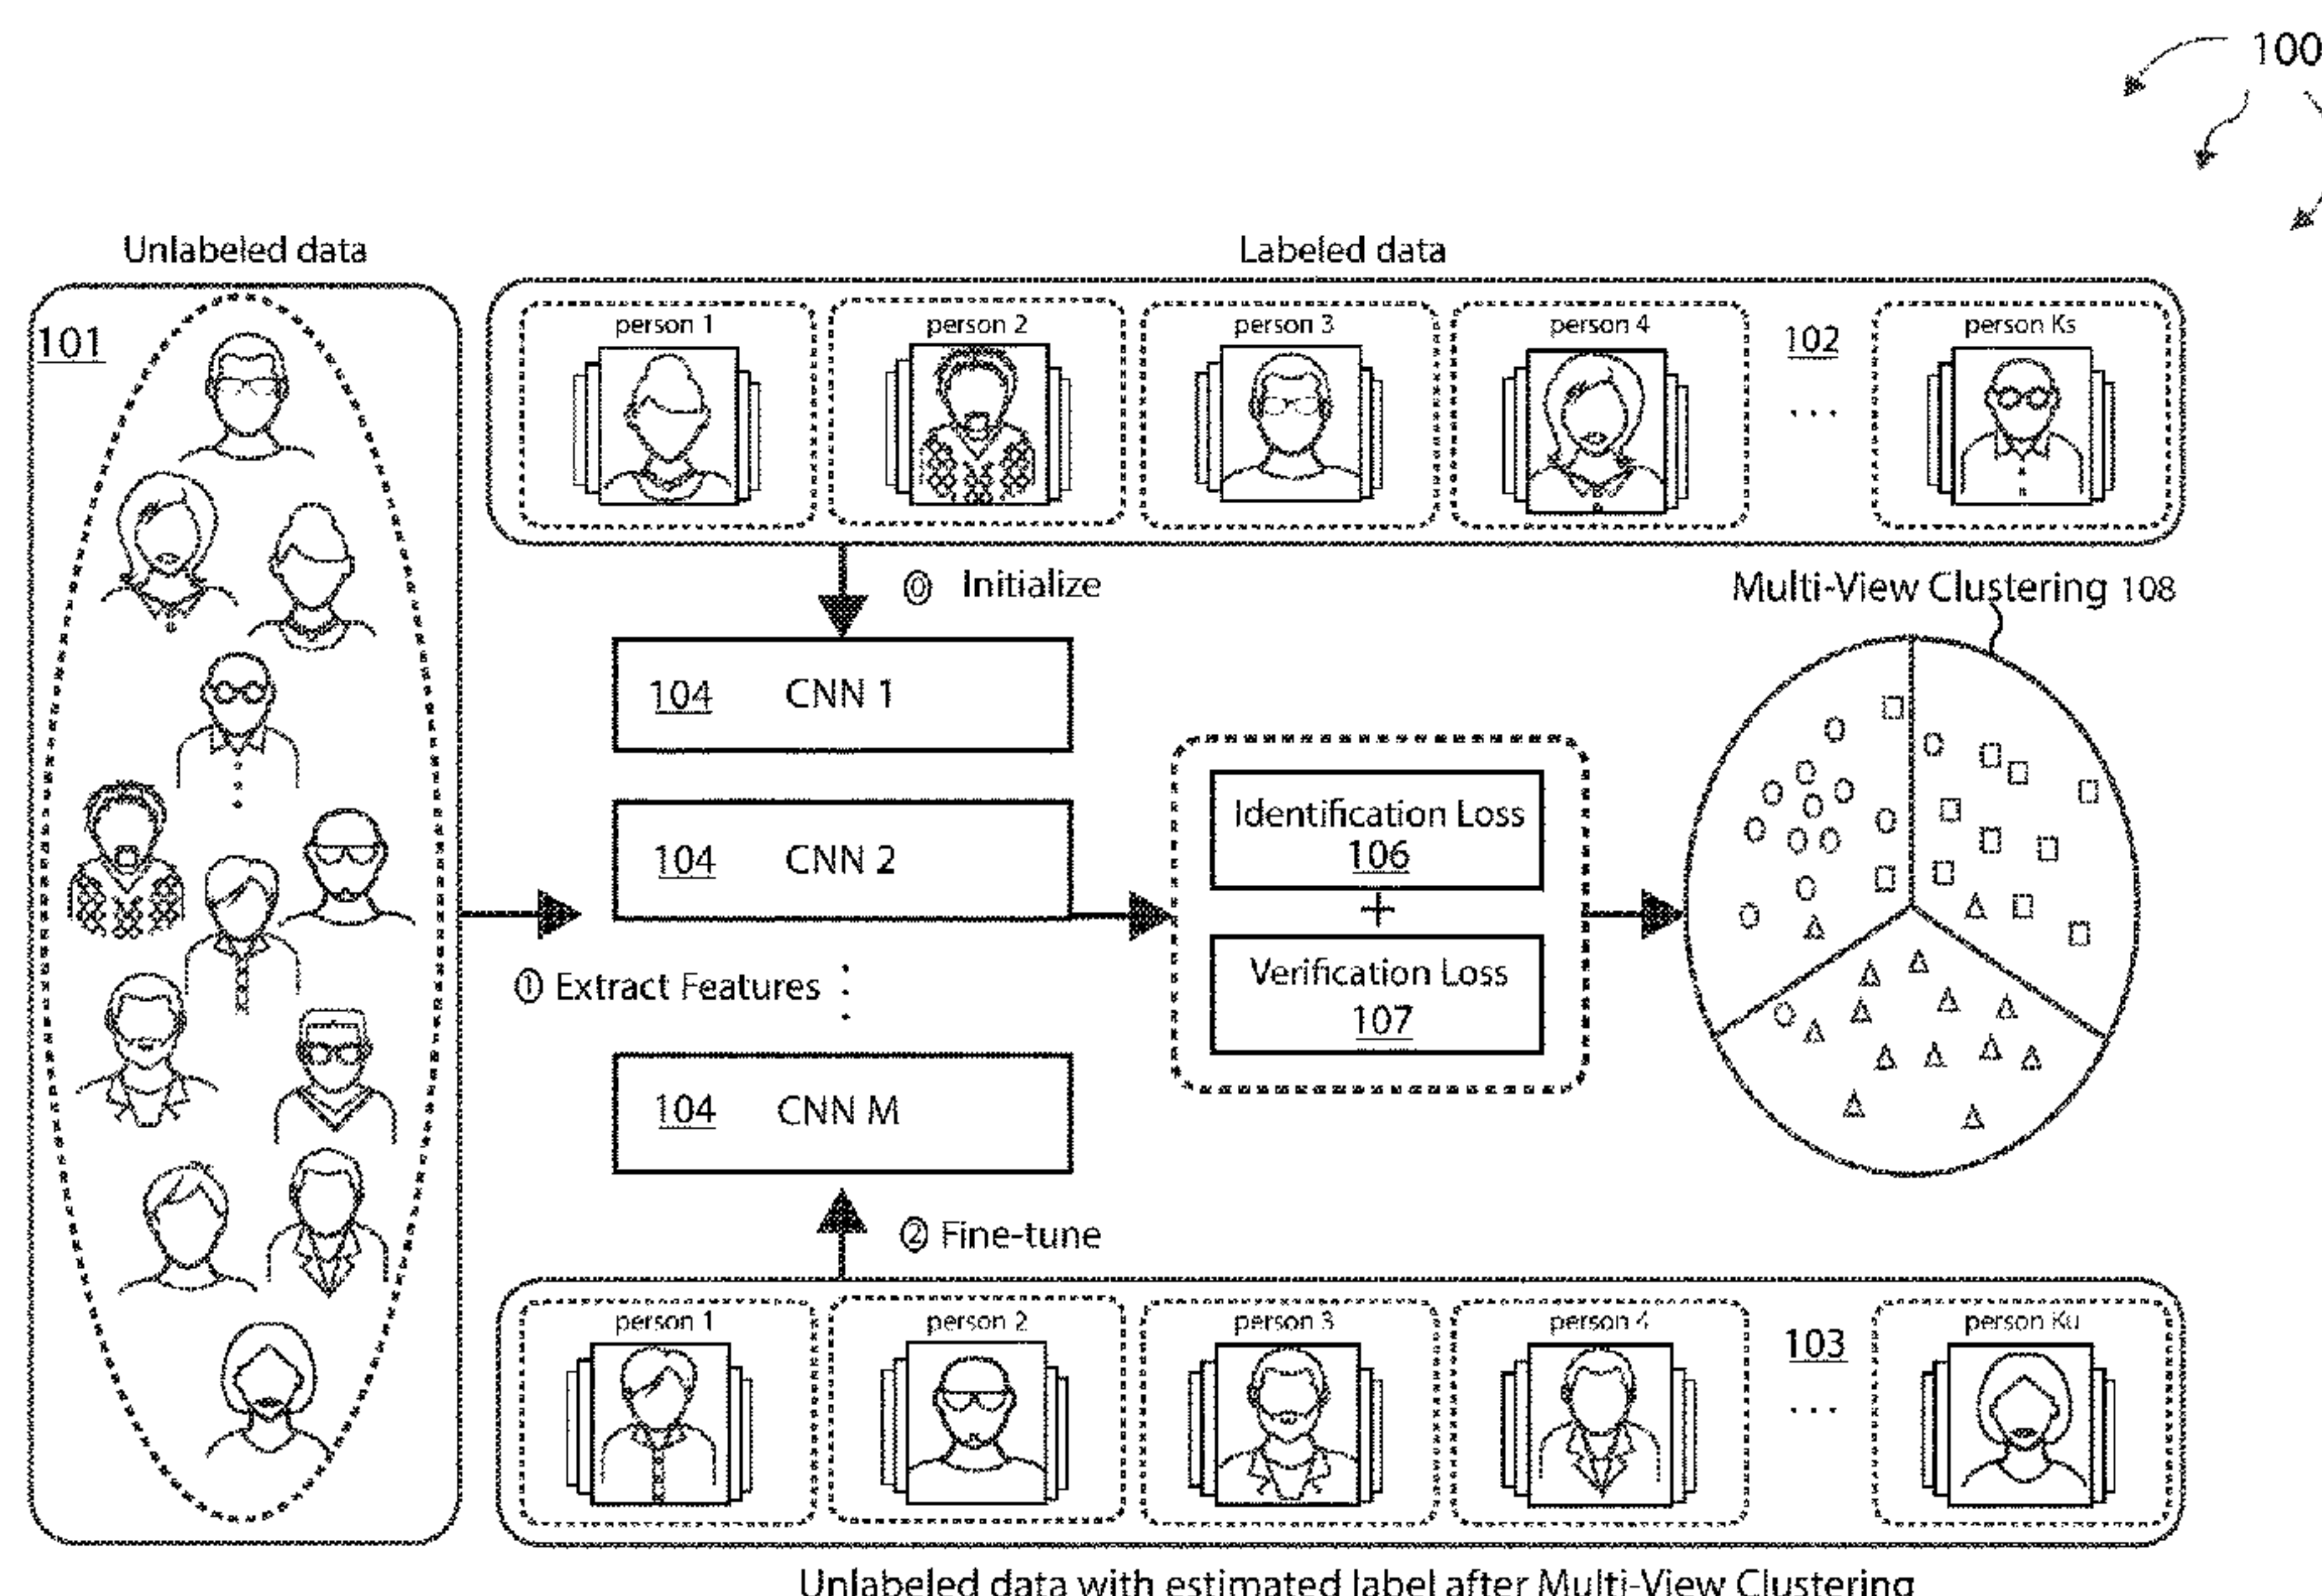 100
Unlabeled data
Labeled data
101
person 1
person 2
person 3
person 4
102
...
person Ks
⓪ Initialize
Multi-View Clustering 108
104 CNN 1
104 CNN 2
Identification Loss
106
+
Verification Loss
107
① Extract Features
104 CNN M
② Fine-tune
person 1
person 2
person 3
person 4
103
...
person Ku
Unlabeled data with estimated label after Multi-View Clustering